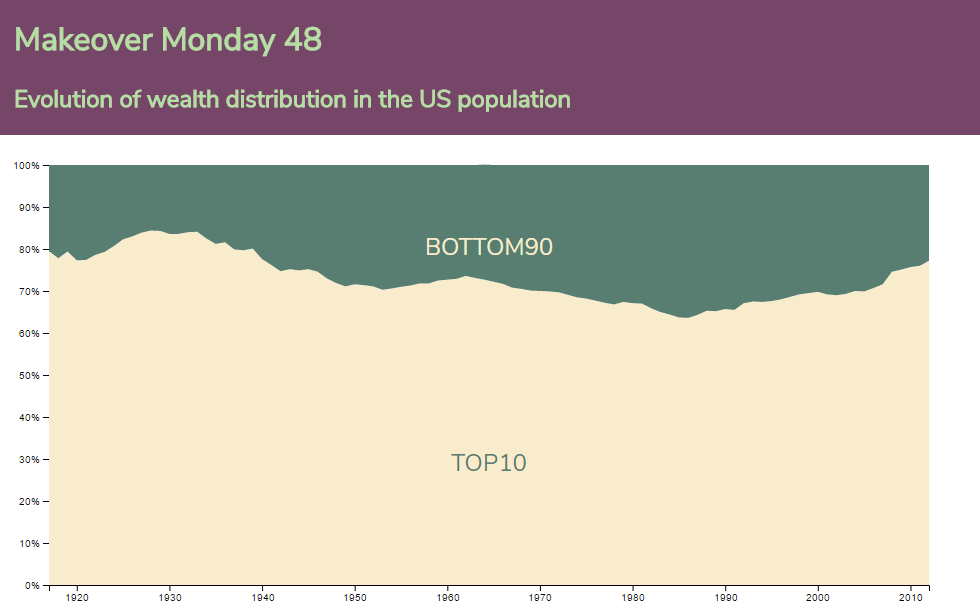 Makeover Monday 48
Evolution of wealth distribution in the US population
100%
90%
80%
70%
60%
50%
40%
30%
20%
10%
0%
BOTTOM90
TOP10
1920 1930 1940 1950 1960 1970 1980 1990 2000 2010